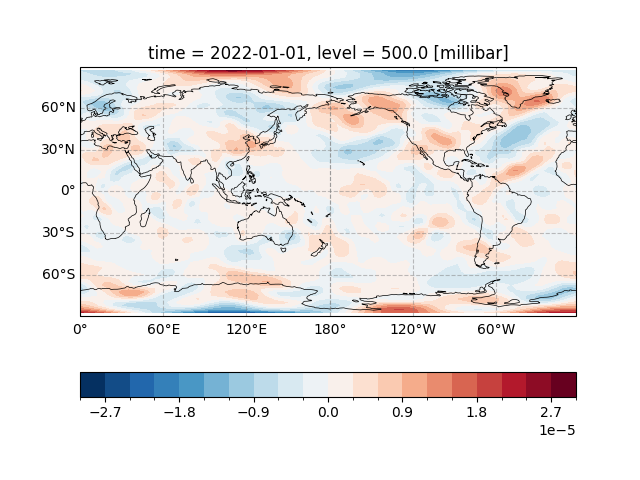 time = 2022-01-01, level = 500.0 [millibar]
60°N
30°N
0°
30°S
60°S
0° 60°E 120°E 180° 120°W 60°W
−2.7 −1.8 −0.9 0.0 0.9 1.8 2.7
1e−5